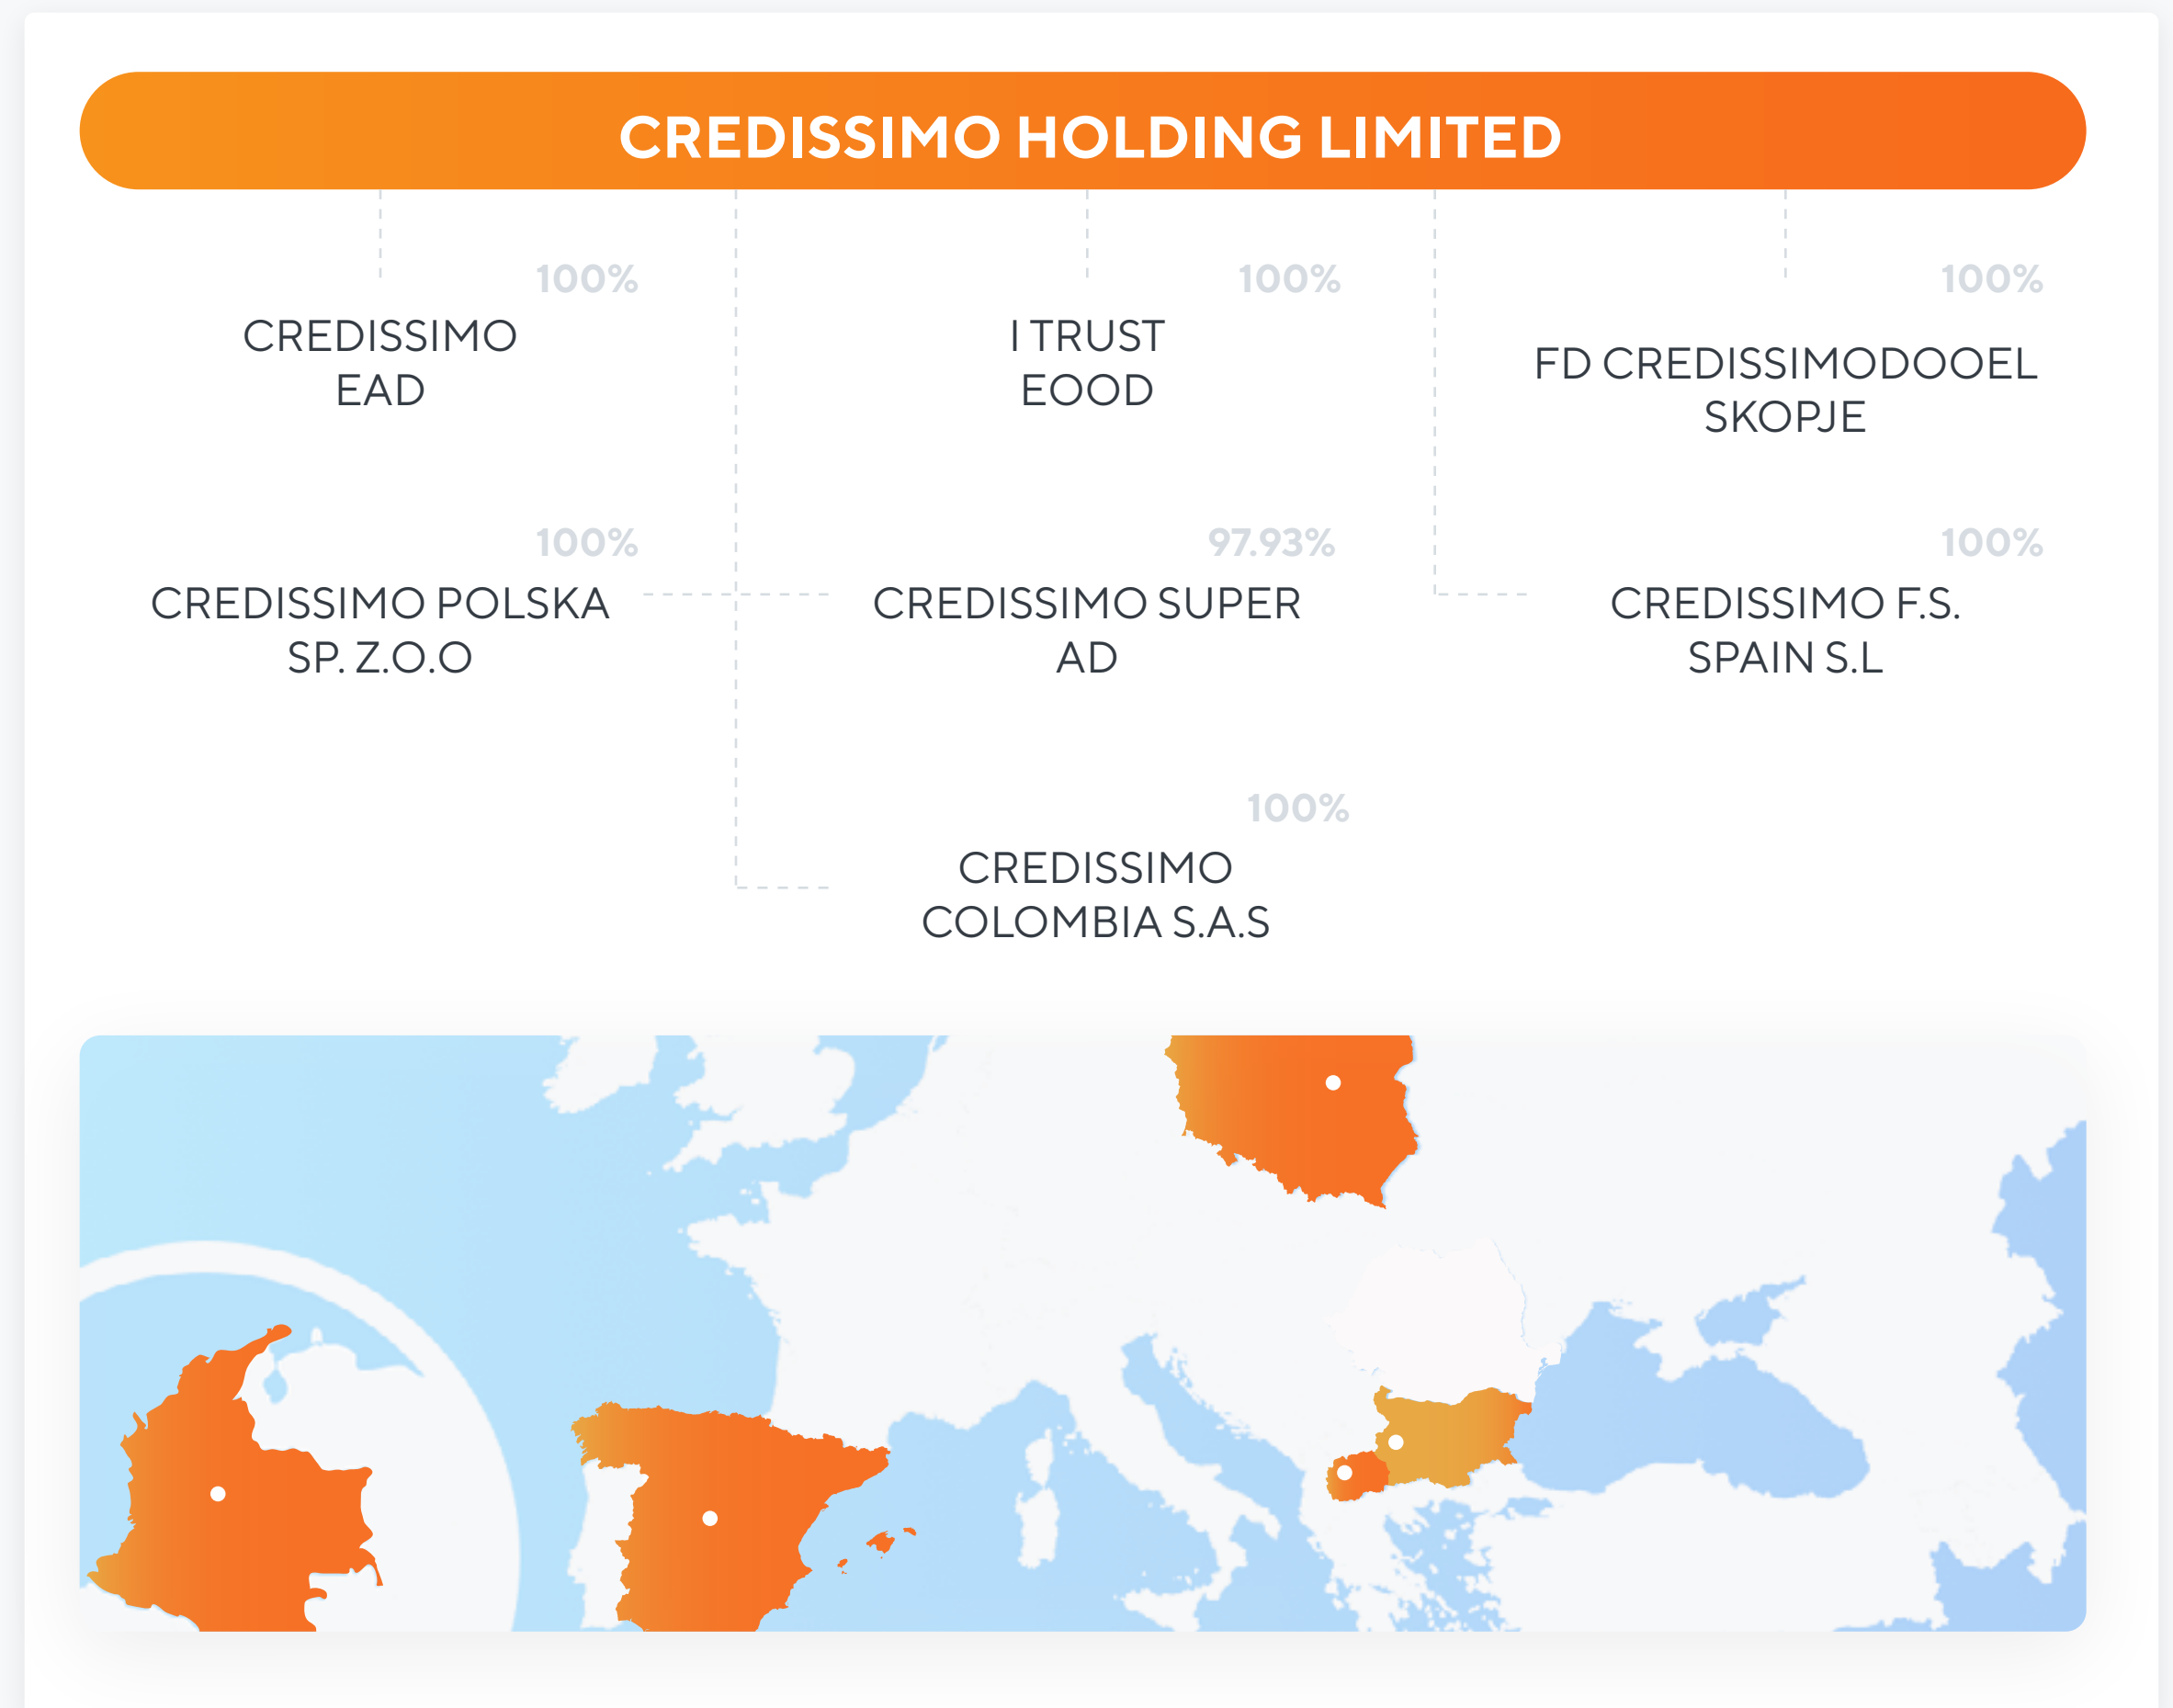 CREDISSIMO HOLDING LIMITED
100%
CREDISSIMO
EAD
100%
I TRUST
EOOD
100%
FD CREDISSIMODOOEL
SKOPJE
100%
CREDISSIMO POLSKA
SP. Z.O.O
97.93%
CREDISSIMO SUPER
AD
100%
CREDISSIMO F.S.
SPAIN S.L
100%
CREDISSIMO
COLOMBIA S.A.S